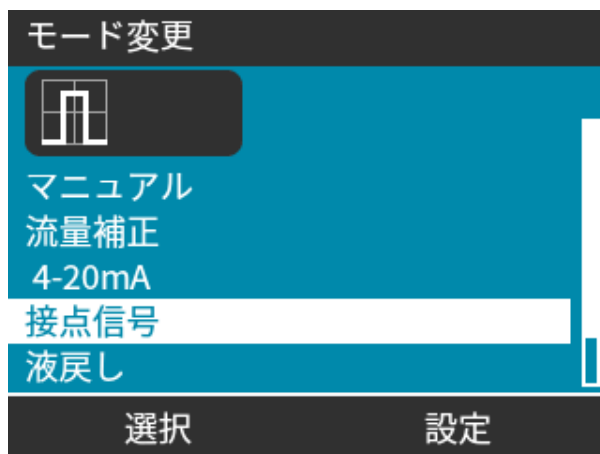 モード変更
マニュアル
流量補正
4-20mA
接点信号
液戻し
選択 設定